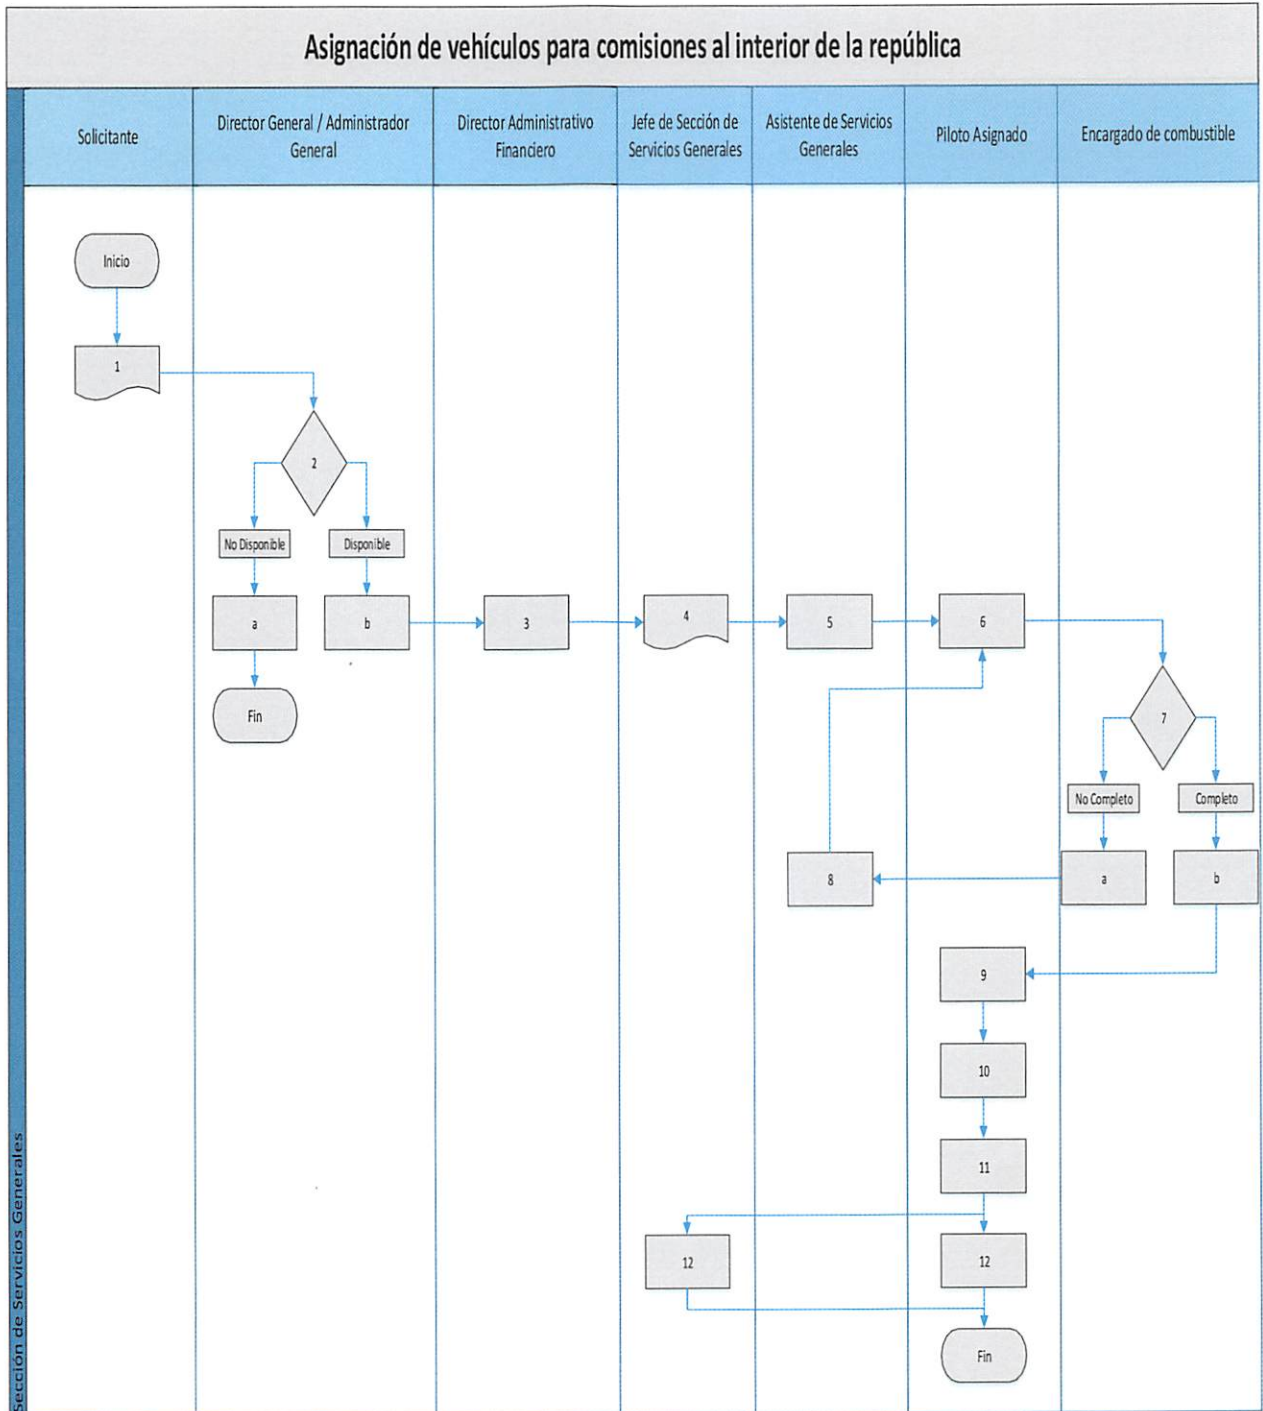 Asignación de vehículos para comisiones al interior de la república
Solicitante
Director General / Administrador
General
Director Administrativo
Financiero
Jefe de Sección de
Servicios Generales
Asistente de Servicios
Generales
Piloto Asignado
Encargado de combustible
Sección de Servicios Generales
Inicio
1
2
No Disponible
Disponible
a
b
3
4
5
6
Fin
7
No Completo
Completo
8
a
b
9
10
11
12
12
Fin